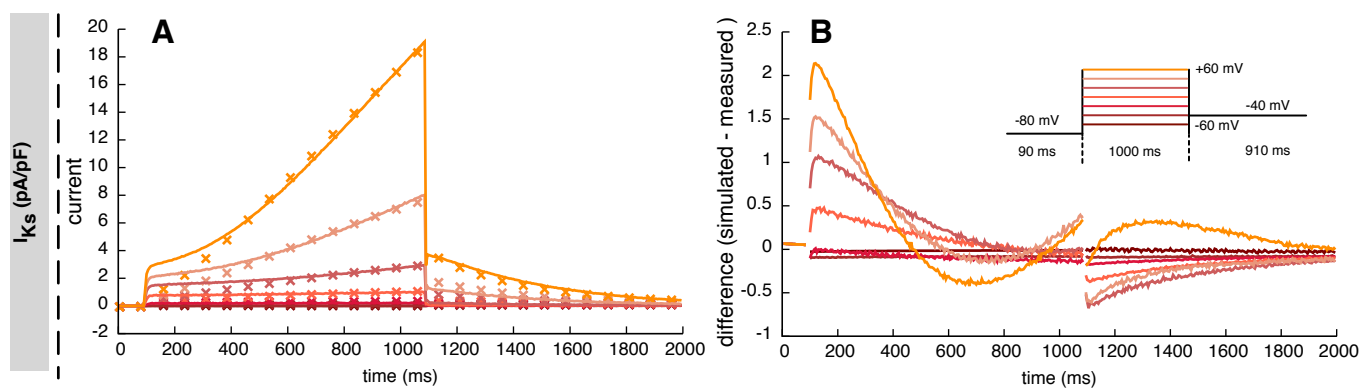 I_Ks (pA/pF)
current
A
20
18
16
14
12
10
8
6
4
2
0
-2
0 200 400 600 800 1000 1200 1400 1600 1800 2000
time (ms)
difference (simulated - measured )
B
2.5
2
1.5
1
0.5
0
-0.5
-1
0 200 400 600 800 1000 1200 1400 1600 1800 2000
time (ms)
+60 mV
-40 mV
-80 mV
-60 mV
90 ms 1000 ms 910 ms